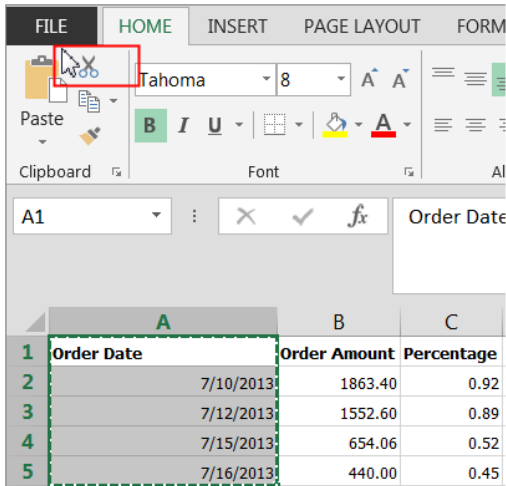 FILE HOME INSERT PAGE LAYOUT FORM
Tahoma 8 A A
Paste B I U A
Clipboard Font Al
A1 fx Order Date
A B C
1 Order Date Order Amount Percentage
2 7/10/2013 1863.40 0.92
3 7/12/2013 1552.60 0.89
4 7/15/2013 654.06 0.52
5 7/16/2013 440.00 0.45